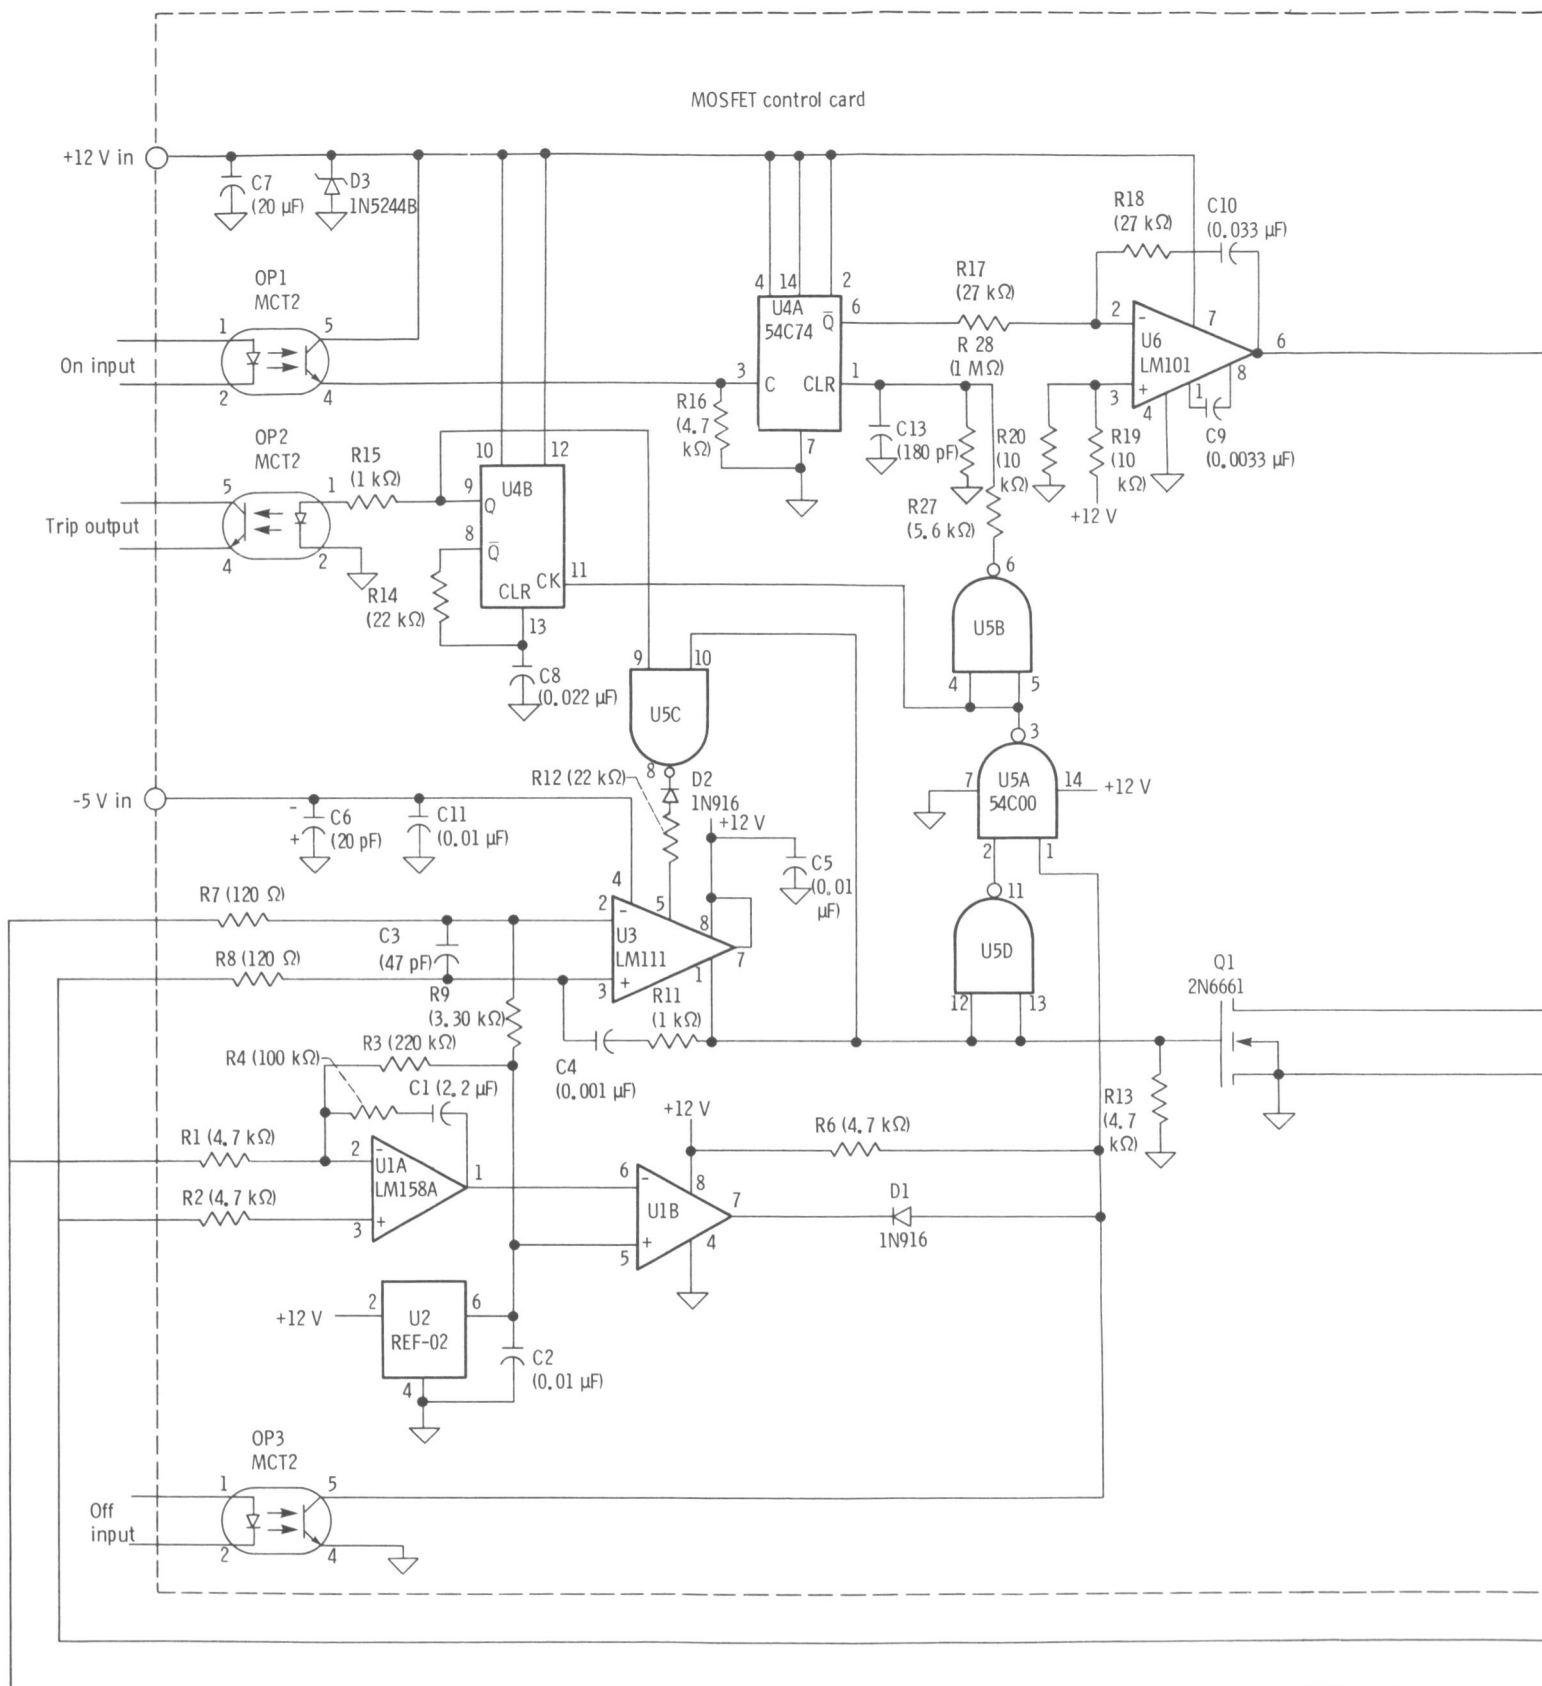 MOSFET control card
+12 V in
C7
(20 µF)
D3
1N5244B
OP1
MCT2
1
5
On input
2
4
OP2
MCT2
R15
(1 kΩ)
5
1
Trip output
4
2
R14
(22 kΩ)
10
12
9
Q
U4B
8
Q̅
CLR
CK
11
13
C8
(0.022 µF)
4
14
2
U4A
54C74
Q̅
6
3
C
CLR
1
7
R16
(4.7
kΩ)
R17
(27 kΩ)
R 28
(1 MΩ)
C13
(180 pF)
R20
(10
kΩ)
R19
(10
kΩ)
+12 V
R27
(5.6 kΩ)
R18
(27 kΩ)
C10
(0.033 µF)
2
-
7
U6
LM101
6
+
3
4
1
8
C9
(0.0033 µF)
6
U5B
4
5
9
10
U5C
8
R12 (22 kΩ)
D2
1N916
+12 V
3
7
U5A
54C00
14
+12 V
2
1
11
U5D
12
13
-5 V in
-
C6
+
(20 pF)
C11
(0.01 µF)
C5
(0.01
µF)
R7 (120 Ω)
C3
(47 pF)
R8 (120 Ω)
4
2
-
5
8
U3
LM111
7
+
1
3
R9
(3.30 kΩ)
R11
(1 kΩ)
C4
(0.001 µF)
R3 (220 kΩ)
R4 (100 kΩ)
C1 (2.2 µF)
R1 (4.7 kΩ)
2
-
U1A
LM158A
1
R2 (4.7 kΩ)
3
+
+12 V
R6 (4.7 kΩ)
6
-
8
U1B
7
5
+
4
D1
1N916
R13
(4.7
kΩ)
Q1
2N6661
+12 V
2
U2
REF-02
6
4
C2
(0.01 µF)
OP3
MCT2
1
5
Off
input
2
4